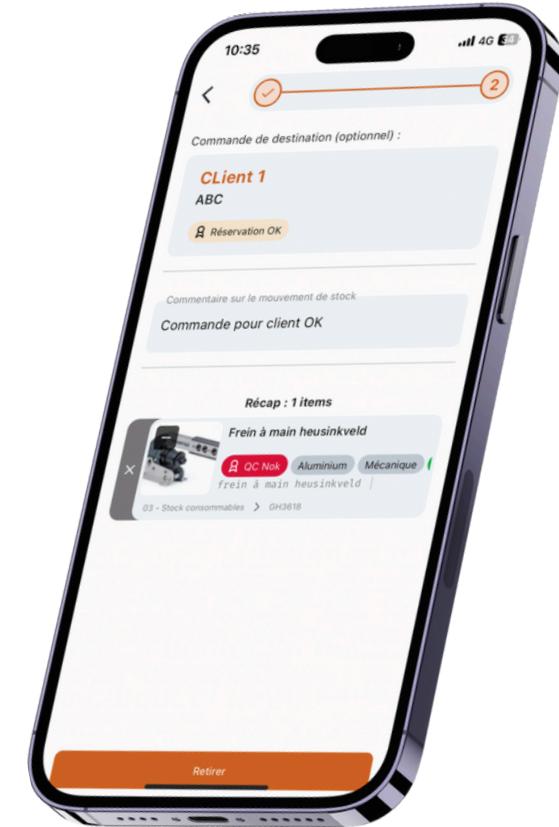 10:35
4G 34
2
Commande de destination (optionnel) :
CLient 1
ABC
Réservation OK
Commentaire sur le mouvement de stock
Commande pour client OK
Récap : 1 items
Frein à main heusinkveld
QC Nok Aluminium Mécanique
frein à main heusinkveld |
03 - Stock consommables > GH3618
Retirer